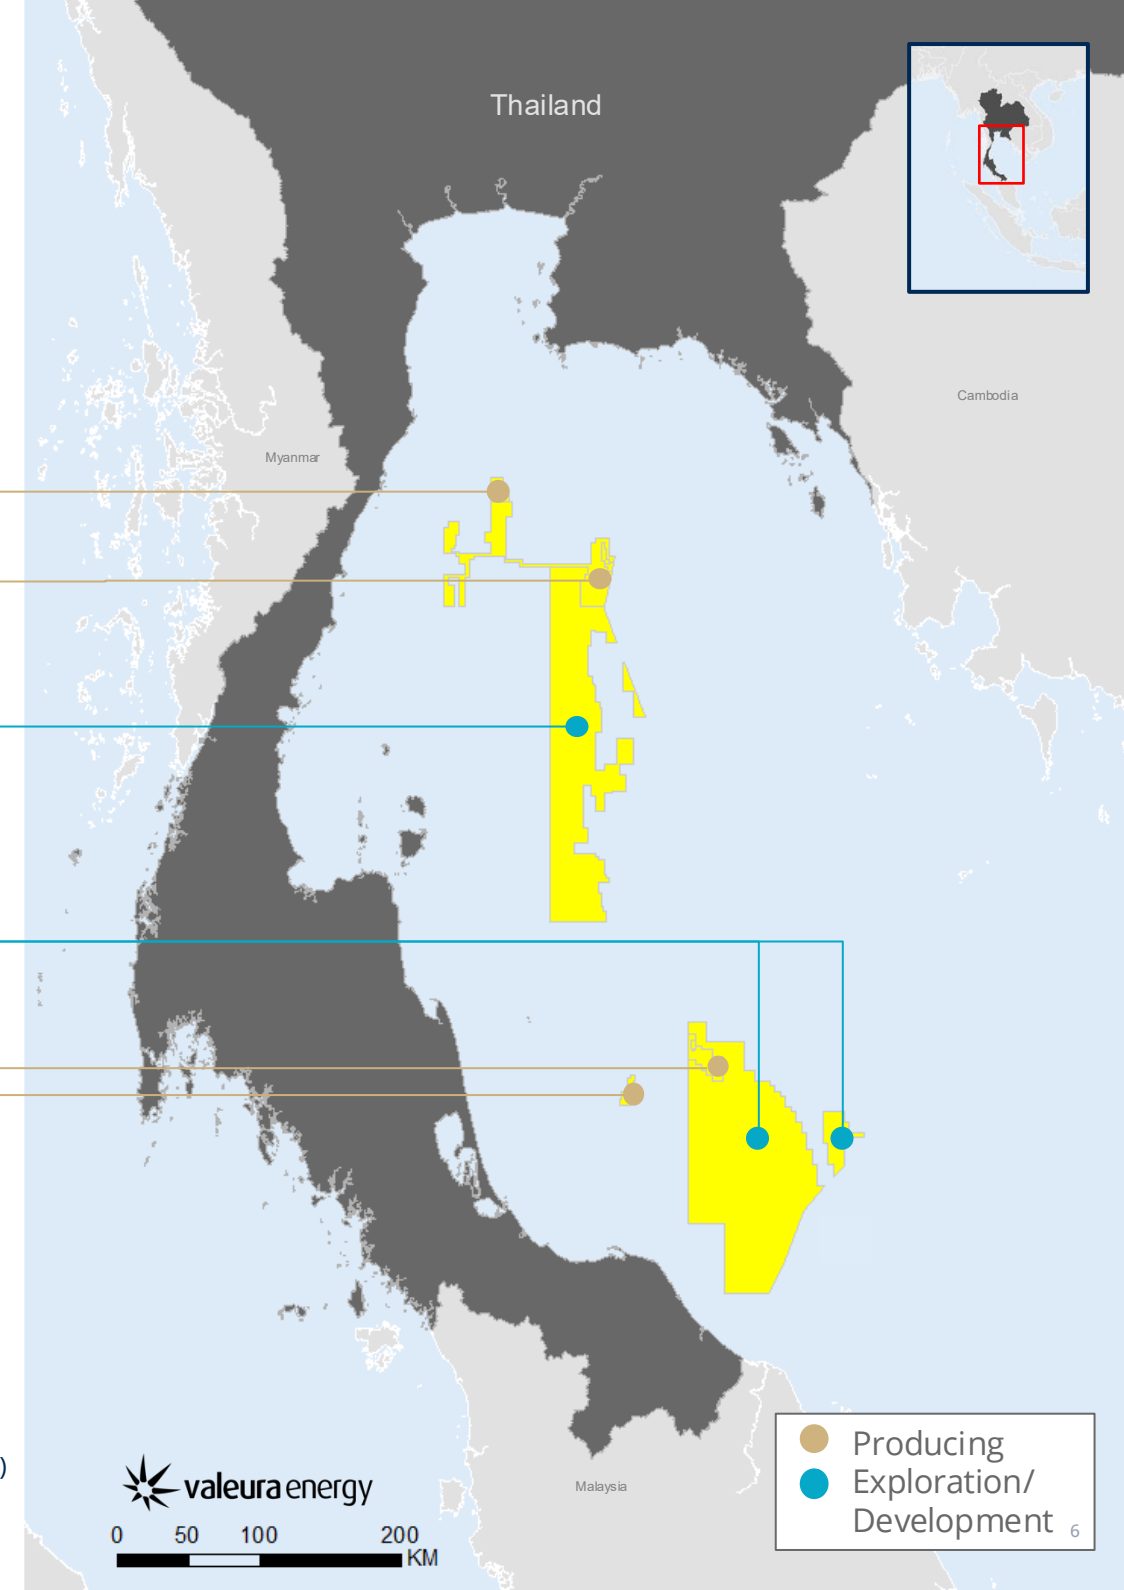 Thailand
Cambodia
Myanmar
)
valeura energy
Malaysia
0 50 100 200
KM
Producing
Exploration/
Development
6